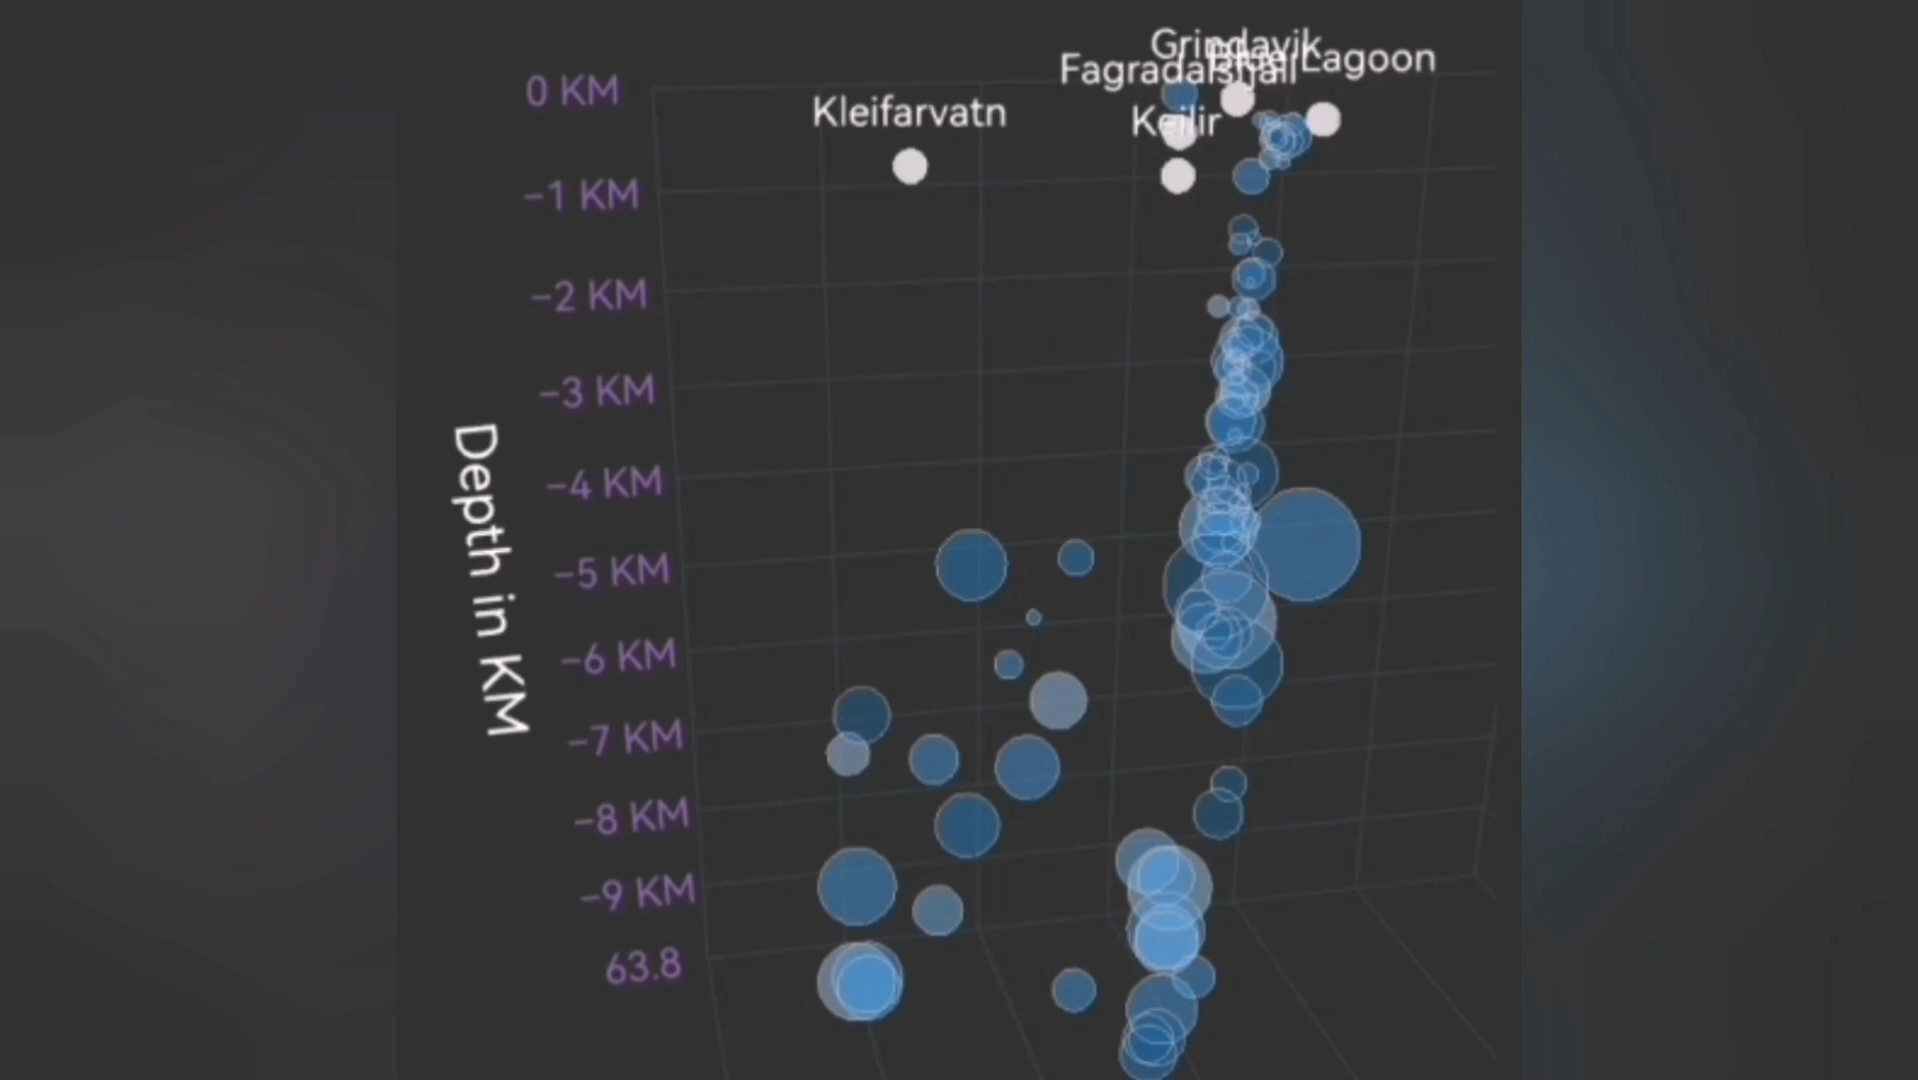 Grindavik
Lagoon
Fagradalsfjall
0 KM
Kleifarvatn
Keilir
−1 KM
−2 KM
−3 KM
Depth in KM
−4 KM
−5 KM
−6 KM
−7 KM
−8 KM
−9 KM
63.8